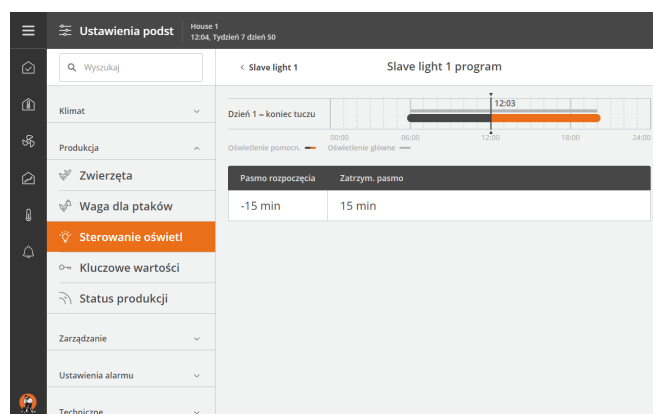 Ustawienia podst
House 1
12:04, Tydzień 7 dzień 50
Wyszukaj
Klimat
Produkcja
Zwierzęta
Waga dla ptaków
Sterowanie oświetl
Kluczowe wartości
Status produkcji
Zarządzanie
Ustawienia alarmu
Techniczne
< Slave light 1
Slave light 1 program
Dzień 1 – koniec tuczu
12:03
00:00 06:00 12:00 18:00 24:00
Oświetlenie pomocn. Oświetlenie główne
Pasmo rozpoczęcia Zatrzym. pasmo
-15 min 15 min